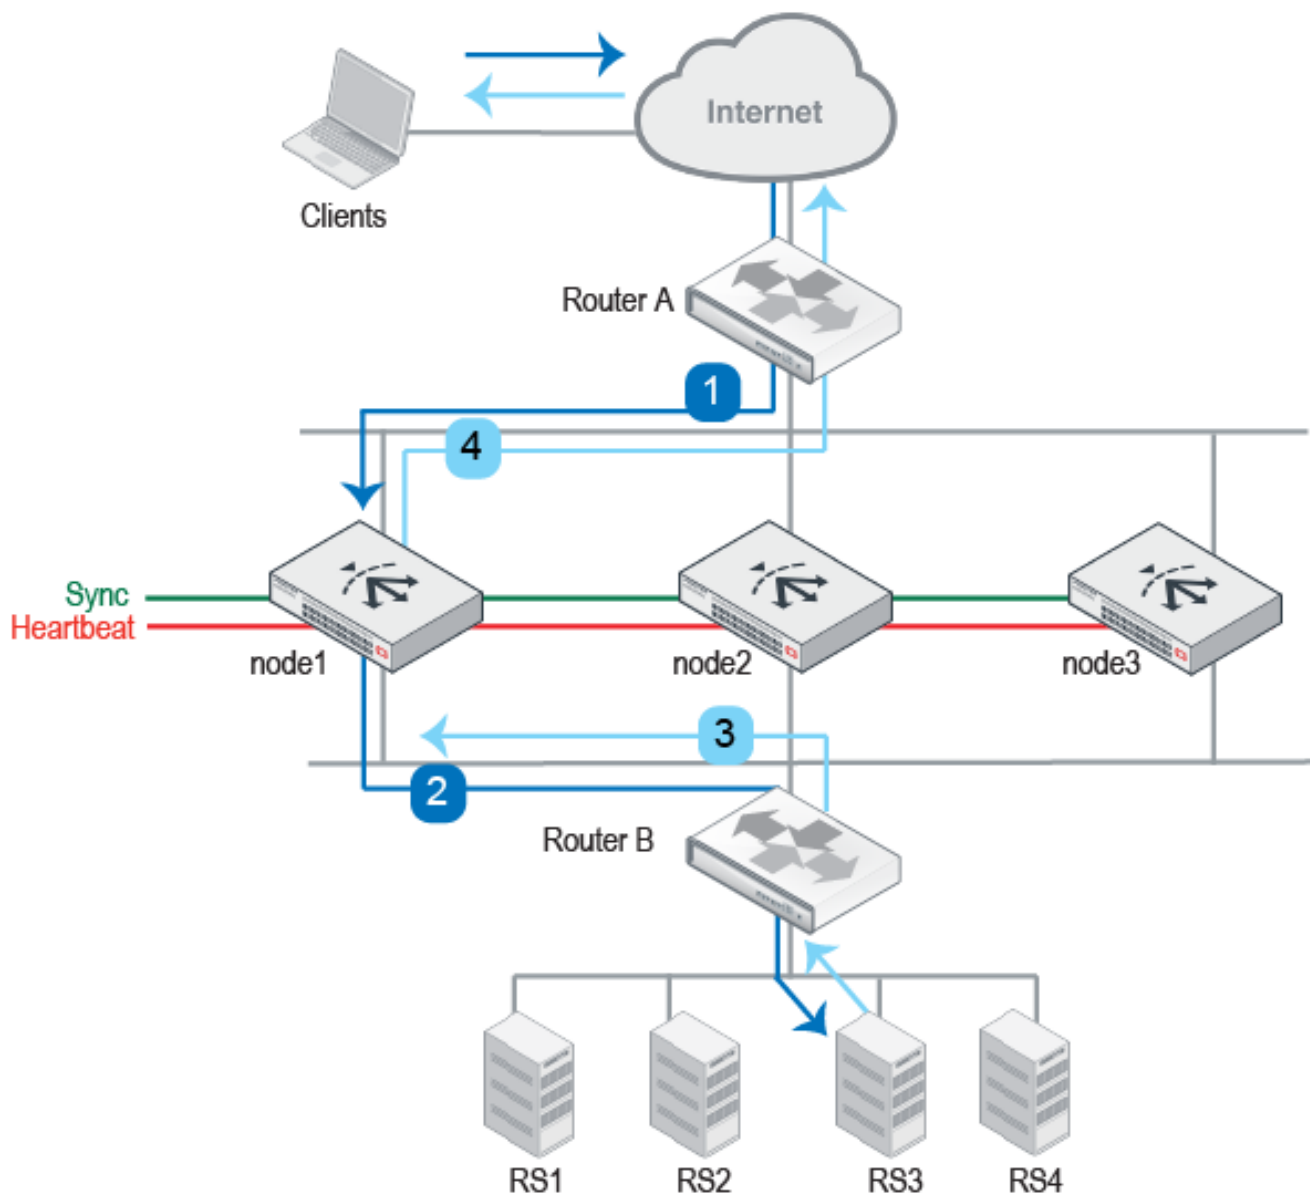 Internet
Clients
Router A
1
4
Sync
Heartbeat
node1
node2
node3
3
2
Router B
RS1
RS2
RS3
RS4